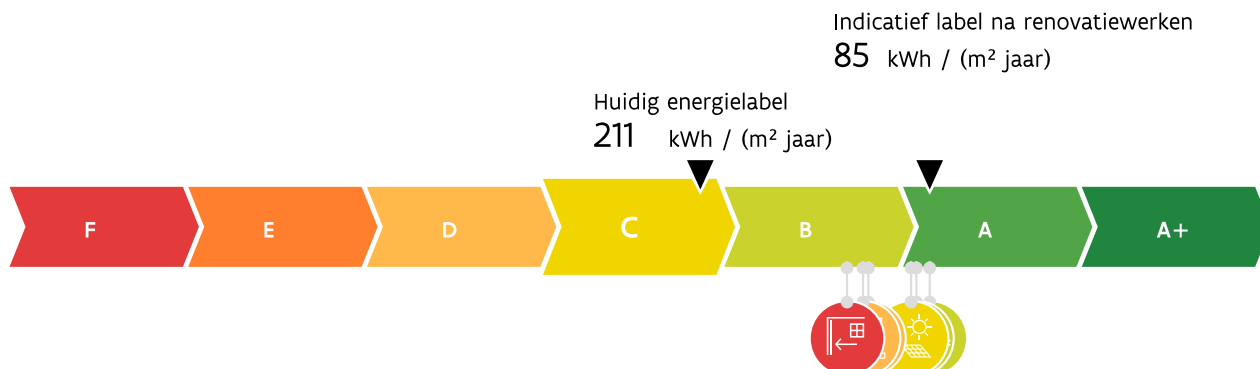 Indicatief label na renovatiewerken
85 kWh / (m² jaar)
Huidig energielabel
211 kWh / (m² jaar)
F E D C B A A+